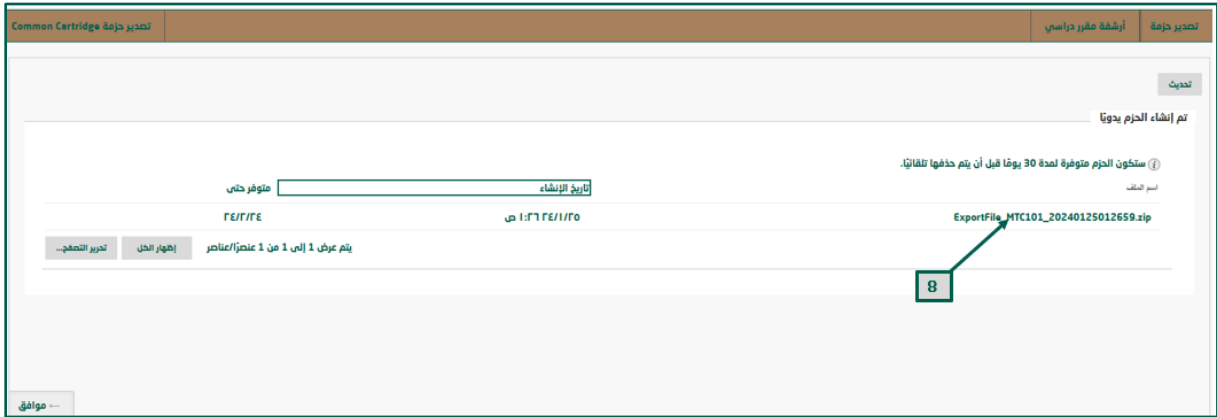 تصدير حزمة أرشفة مقرر دراسي تصدير حزمة Common Cartridge
تحديث
تم إنشاء الحزم يدويًا
ستكون الحزم متوفرة لمدة 30 يومًا قبل أن يتم حذفها تلقائيًا.
اسم الملف تاريخ الإنشاء متوفر حتى
ExportFile_MTC101_20240125012659.zip ٢٤/١/٢٥ ١:٢٦ ص ٢٤/٢/٢٤
يتم عرض 1 إلى 1 من 1 عنصرًا/عناصر إظهار الكل تحرير التصفح...
8
← موافق